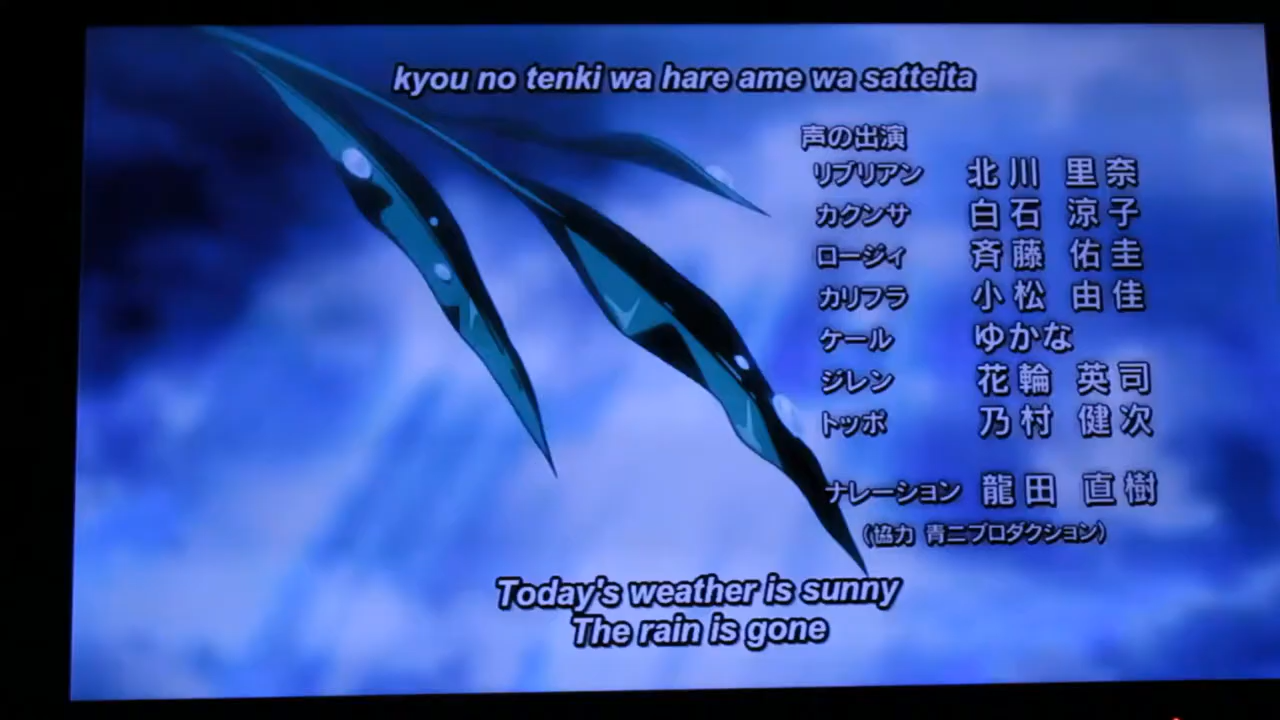 kyou no tenki wa hare ame wa satteita
声の出演
リブリアン 北川 里奈
カクンサ 白石 涼子
ロージィ 斉藤 佑圭
カリフラ 小松 由佳
ケール ゆかな
ジレン 花輪 英司
トッポ 乃村 健次
ナレーション 龍田 直樹
(協力 青二プロダクション)
Today's weather is sunny
The rain is gone